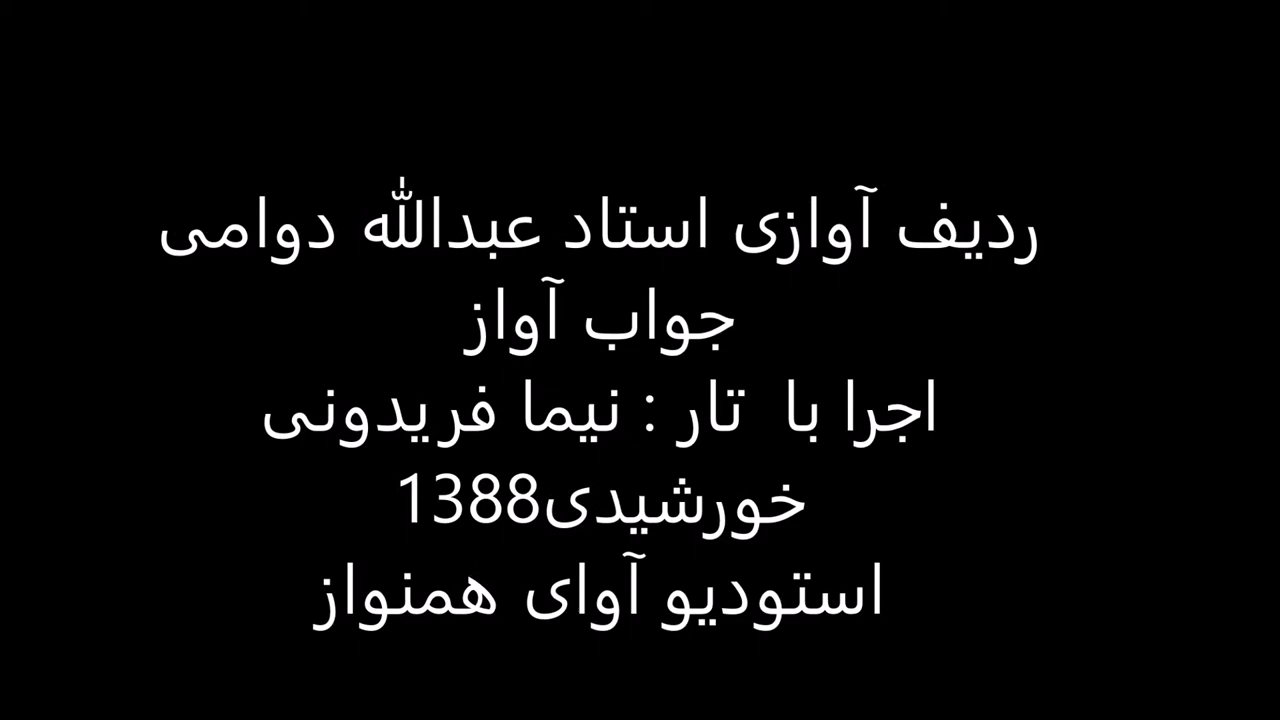 ردیف آوازی استاد عبدالله دوامی
جواب آواز
اجرا با تار : نیما فریدونی
خورشیدی1388
استودیو آوای همنواز